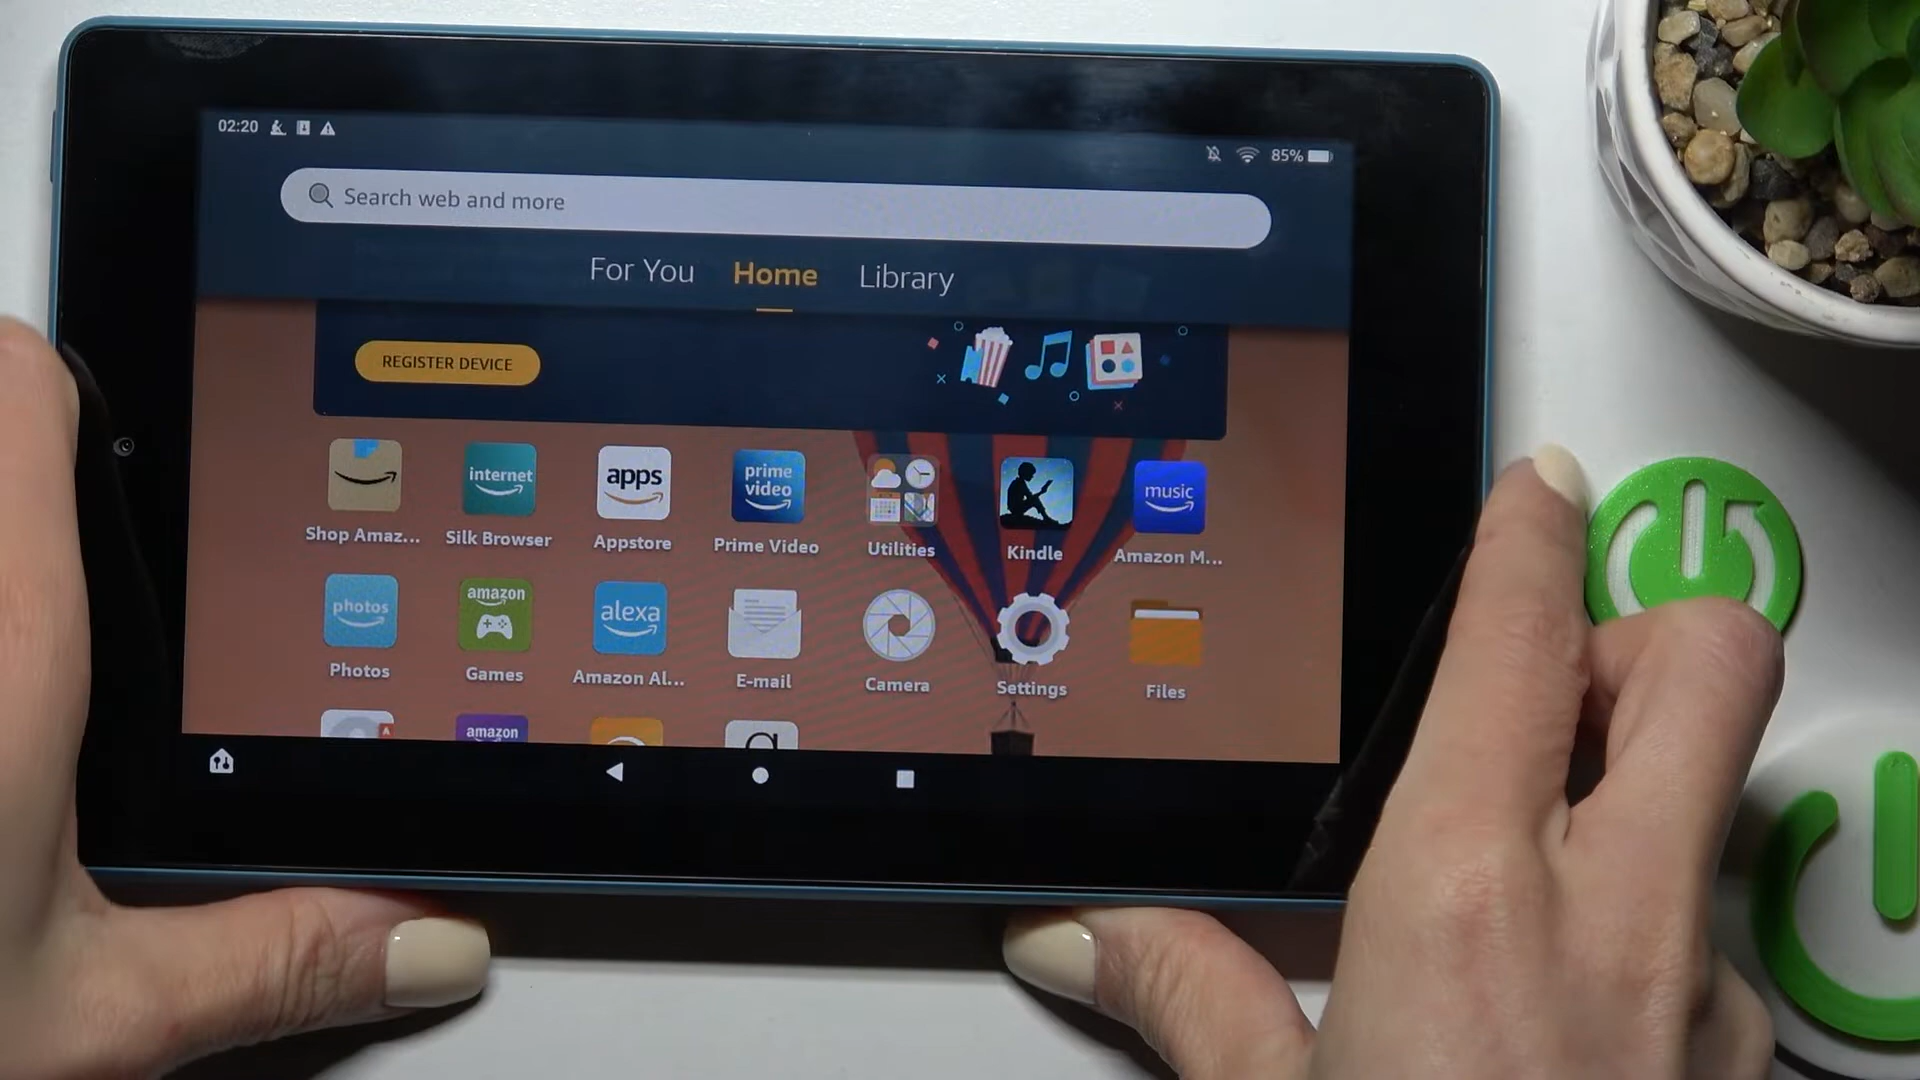 02:20
85%
Search web and more
For You Home Library
REGISTER DEVICE
internet
apps
prime video
music
Shop Amaz... Silk Browser Appstore Prime Video Utilities Kindle Amazon M...
photos
amazon
alexa
Photos Games Amazon Al... E-mail Camera Settings Files
A
amazon